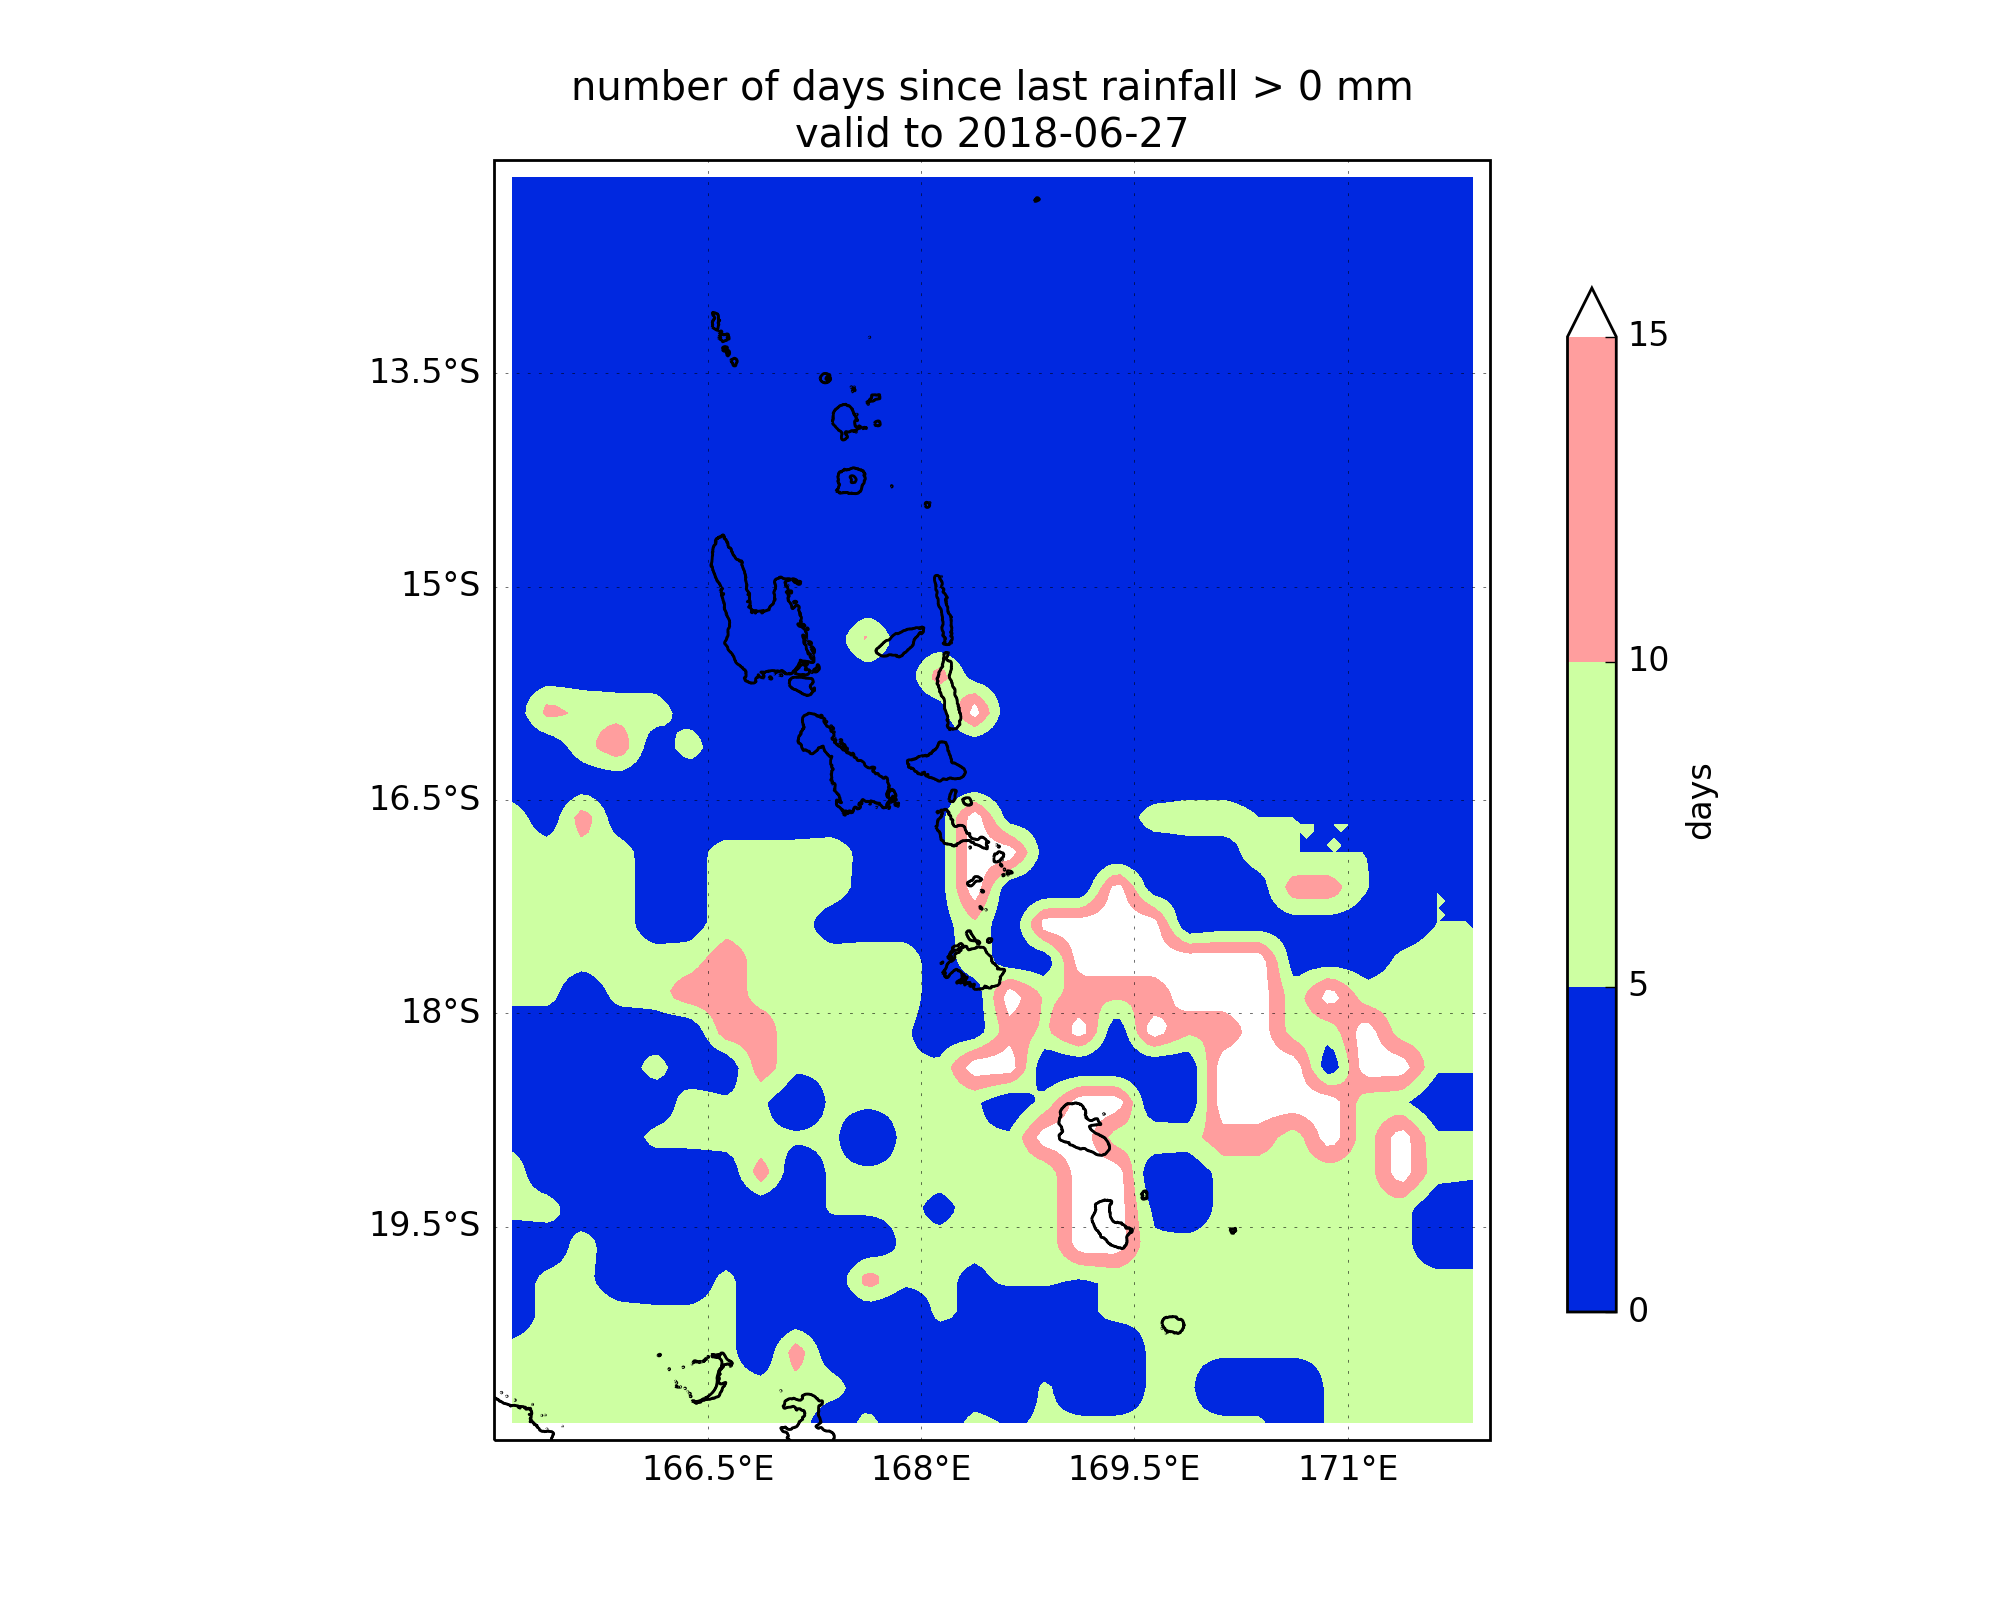 number of days since last rainfall > 0 mm
valid to 2018-06-27
13.5°S
15°S
16.5°S
18°S
19.5°S
166.5°E
168°E
169.5°E
171°E
15
10
5
0
days